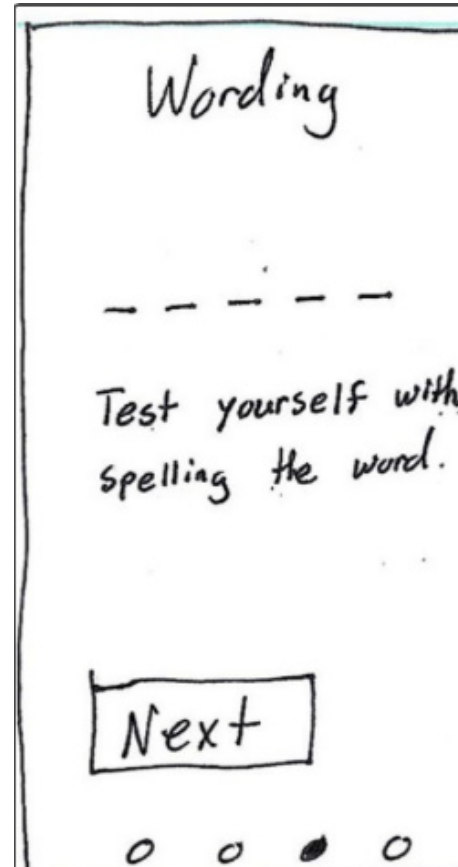 Wording
_ _ _ _ _
Test yourself with
spelling the word.
Next